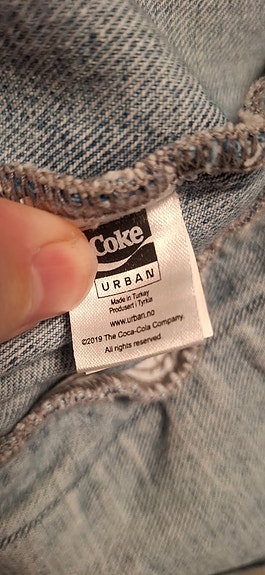 Coke
URBAN
Made in Turkey
Produsert i Tyrkia
www.urban.no
©2019 The Coca-Cola Company.
All rights reserved.